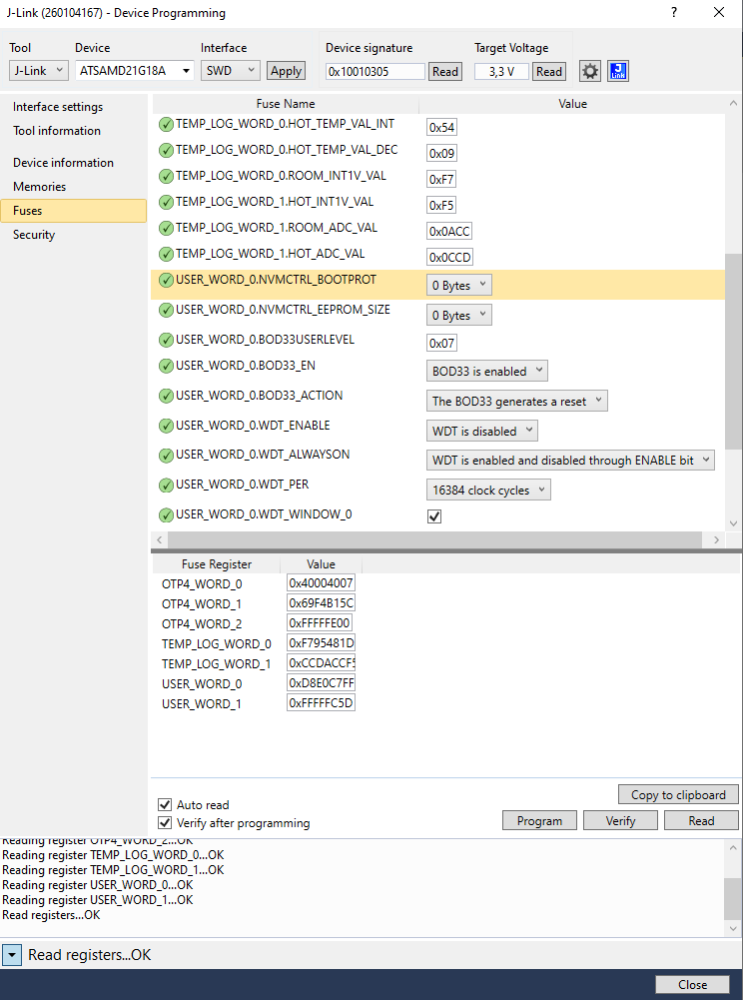 J-Link (260104167) - Device Programming
? ×
Tool Device Interface Device signature Target Voltage
J-Link ATSAMD21G18A SWD Apply 0x10010305 Read 3,3 V Read J LINK
Interface settings
Tool information
Device information
Memories
Fuses
Security
Fuse Name Value
TEMP_LOG_WORD_0.HOT_TEMP_VAL_INT 0x54
TEMP_LOG_WORD_0.HOT_TEMP_VAL_DEC 0x09
TEMP_LOG_WORD_0.ROOM_INT1V_VAL 0xF7
TEMP_LOG_WORD_1.HOT_INT1V_VAL 0xF5
TEMP_LOG_WORD_1.ROOM_ADC_VAL 0x0ACC
TEMP_LOG_WORD_1.HOT_ADC_VAL 0x0CCD
USER_WORD_0.NVMCTRL_BOOTPROT 0 Bytes
USER_WORD_0.NVMCTRL_EEPROM_SIZE 0 Bytes
USER_WORD_0.BOD33USERLEVEL 0x07
USER_WORD_0.BOD33_EN BOD33 is enabled
USER_WORD_0.BOD33_ACTION The BOD33 generates a reset
USER_WORD_0.WDT_ENABLE WDT is disabled
USER_WORD_0.WDT_ALWAYSON WDT is enabled and disabled through ENABLE bit
USER_WORD_0.WDT_PER 16384 clock cycles
USER_WORD_0.WDT_WINDOW_0
Fuse Register Value
OTP4_WORD_0 0x40004007
OTP4_WORD_1 0x69F4B15C
OTP4_WORD_2 0xFFFFFE00
TEMP_LOG_WORD_0 0xF795481D
TEMP_LOG_WORD_1 0xCCDACCF5
USER_WORD_0 0xD8E0C7FF
USER_WORD_1 0xFFFFFC5D
Copy to clipboard
Auto read
Verify after programming
Program Verify Read
Reading register OTP4_WORD_2...OK
Reading register TEMP_LOG_WORD_0...OK
Reading register TEMP_LOG_WORD_1...OK
Reading register USER_WORD_0...OK
Reading register USER_WORD_1...OK
Read registers...OK
Read registers...OK
Close